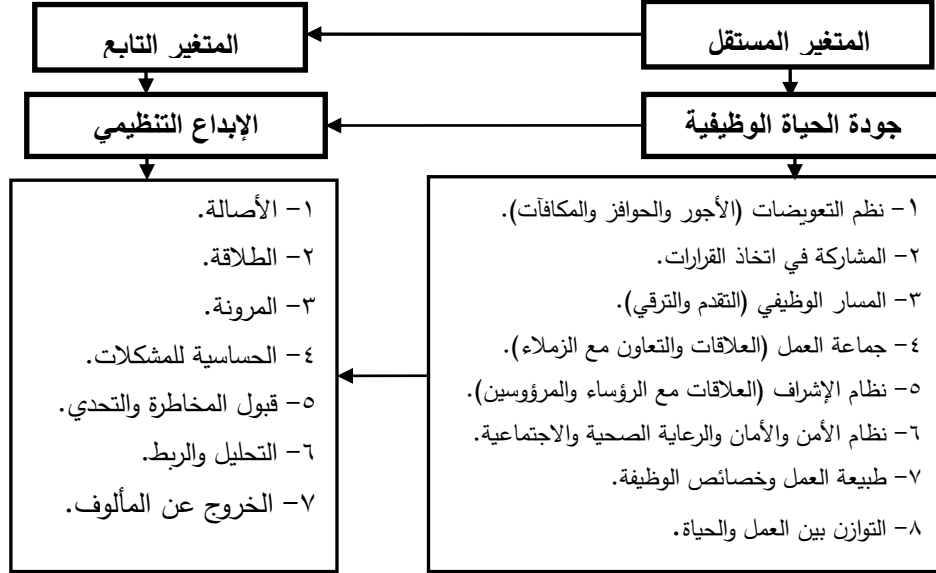 المتغير المستقل
المتغير التابع
جودة الحياة الوظيفية
الإبداع التنظيمي
١- نظم التعويضات (الأجور والحوافز والمكافآت).
٢- المشاركة في اتخاذ القرارات.
٣- المسار الوظيفي (التقدم والترقي).
٤- جماعة العمل (العلاقات والتعاون مع الزملاء).
٥- نظام الإشراف (العلاقات مع الرؤساء والمرؤوسين).
٦- نظام الأمن والأمان والرعاية الصحية والاجتماعية.
٧- طبيعة العمل وخصائص الوظيفة.
٨- التوازن بين العمل والحياة.
١- الأصالة.
٢- الطلاقة.
٣- المرونة.
٤- الحساسية للمشكلات.
٥- قبول المخاطرة والتحدي.
٦- التحليل والربط.
٧- الخروج عن المألوف.